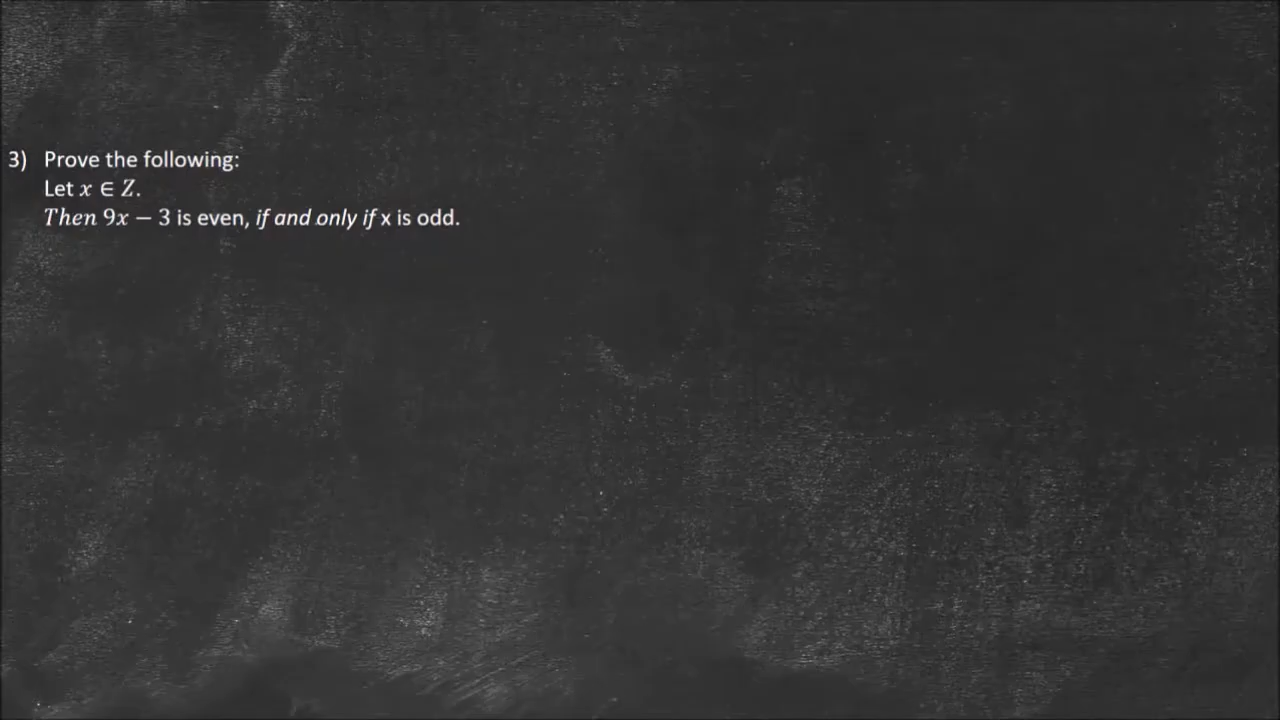 3) Prove the following:
Let x ∈ Z.
Then 9x − 3 is even, if and only if x is odd.